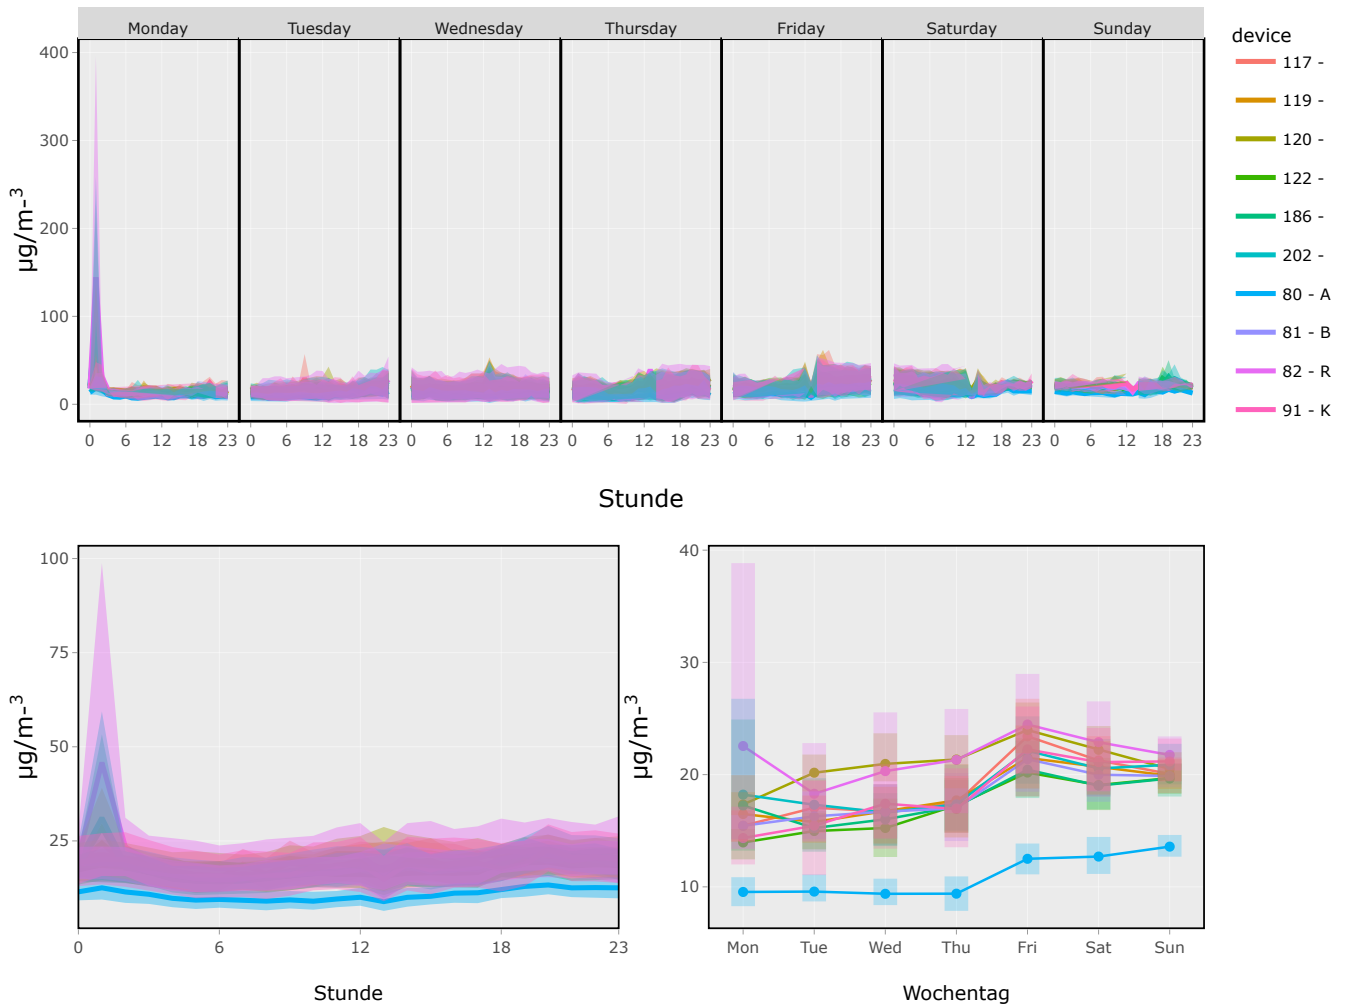 Monday Tuesday Wednesday Thursday Friday Saturday Sunday
device
117 -
119 -
120 -
122 -
186 -
202 -
80 - A
81 - B
82 - R
91 - K
400
300
200
100
0
µg/m-³
0 6 12 18 23 0 6 12 18 23 0 6 12 18 23 0 6 12 18 23 0 6 12 18 23 0 6 12 18 23 0 6 12 18 23
Stunde
100
75
50
25
µg/m-³
0 6 12 18 23
Stunde
40
30
20
10
µg/m-³
Mon Tue Wed Thu Fri Sat Sun
Wochentag